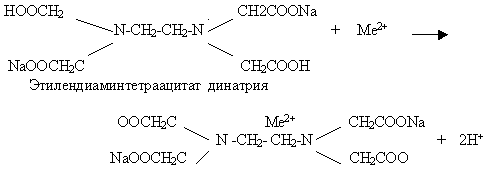 HOOCH2 CH2COONa
N-CH2-CH2-N + Me2+
NaOOCH2C CH2COOH
Этилендиаминтетраацитат динатрия
OOCH2C Me2+ CH2COONa
N -CH2- CH2-N + 2H+
NaOOCH2C CH2COO